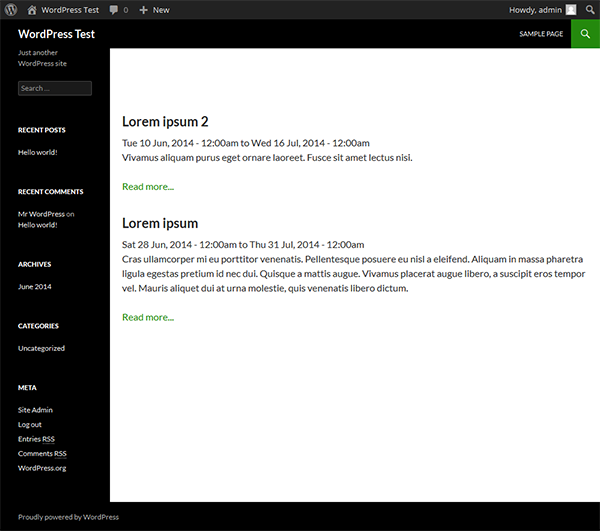 WordPress Test 0 New Howdy, admin
WordPress Test SAMPLE PAGE
Just another
WordPress site
Search ...
RECENT POSTS
Hello world!
RECENT COMMENTS
Mr WordPress on
Hello world!
ARCHIVES
June 2014
CATEGORIES
Uncategorized
META
Site Admin
Log out
Entries RSS
Comments RSS
WordPress.org
Lorem ipsum 2
Tue 10 Jun, 2014 - 12:00am to Wed 16 Jul, 2014 - 12:00am
Vivamus aliquam purus eget ornare laoreet. Fusce sit amet lectus nisi.
Read more...
Lorem ipsum
Sat 28 Jun, 2014 - 12:00am to Thu 31 Jul, 2014 - 12:00am
Cras ullamcorper mi eu porttitor venenatis. Pellentesque posuere eu nisl a eleifend. Aliquam in massa pharetra
ligula egestas pretium id nec dui. Quisque a mattis augue. Vivamus placerat augue libero, a suscipit eros tempor
vel. Mauris aliquet dui at urna molestie, quis venenatis libero dictum.
Read more...
Proudly powered by WordPress